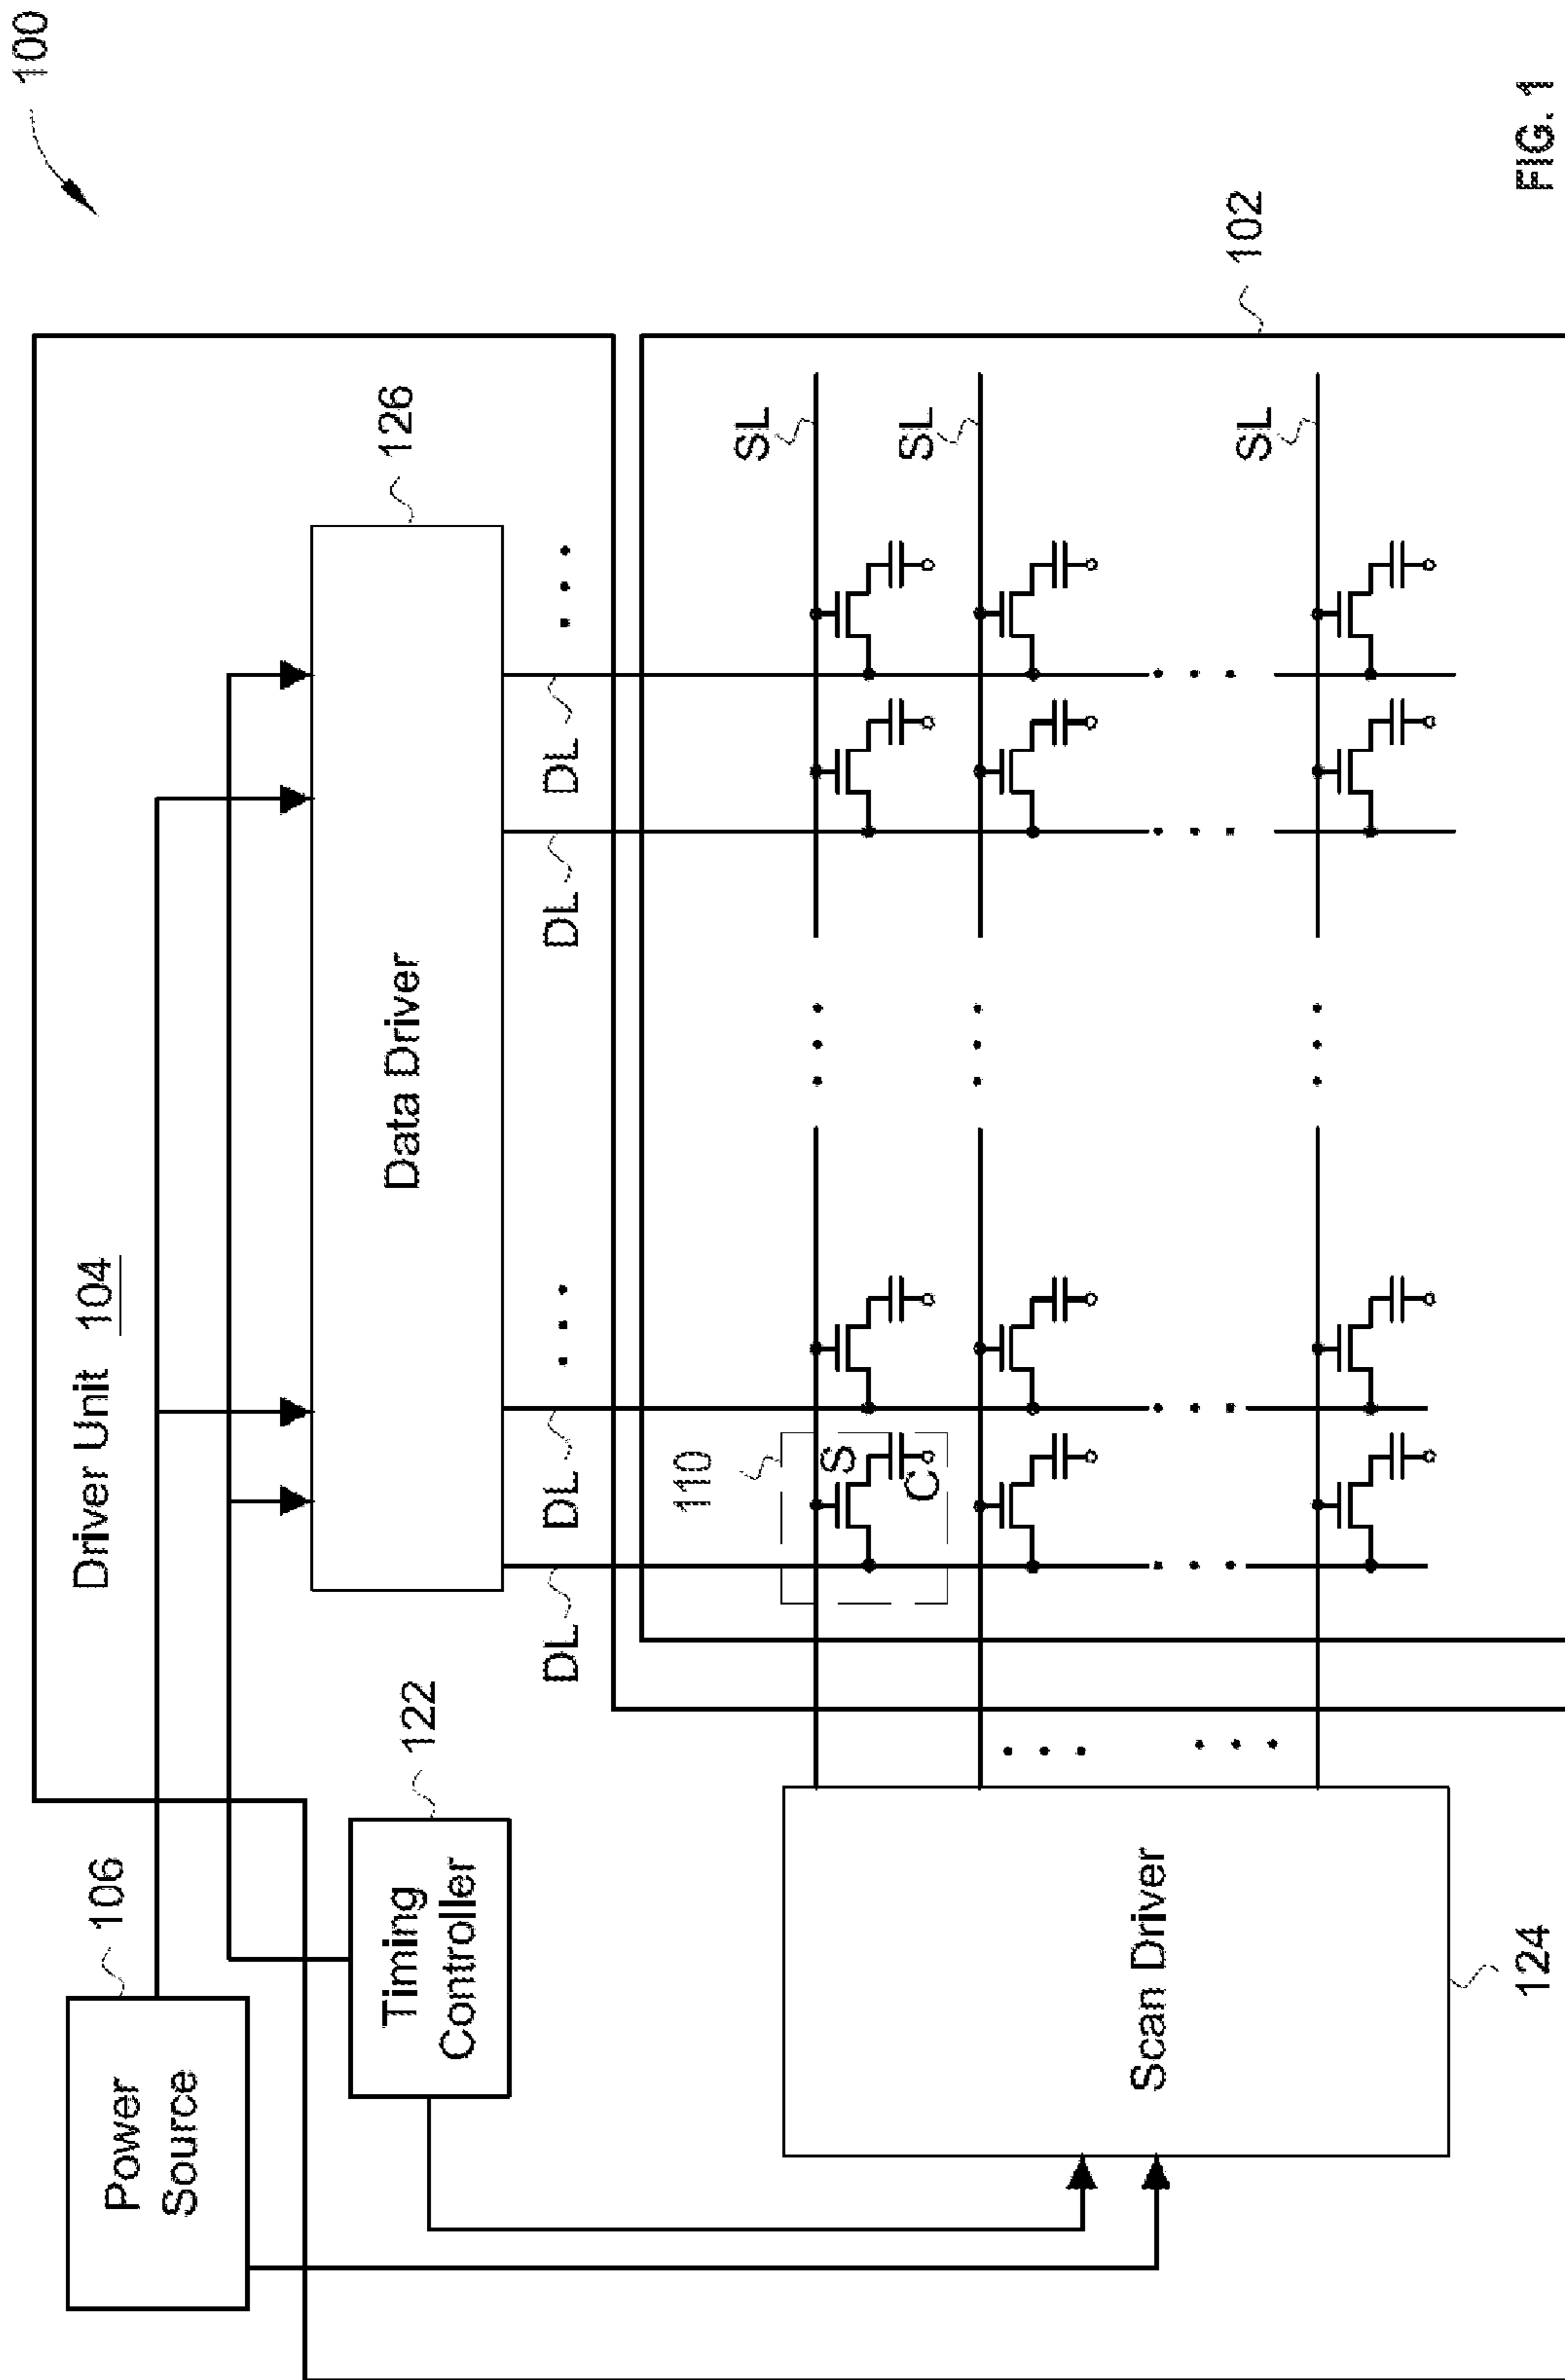 100
106
Power
Source
Driver Unit 104
122
Timing
Controller
126
Data Driver
DL
DL
DL
DL
102
110
S
C
SL
SL
SL
Scan Driver
124
FIG. 1